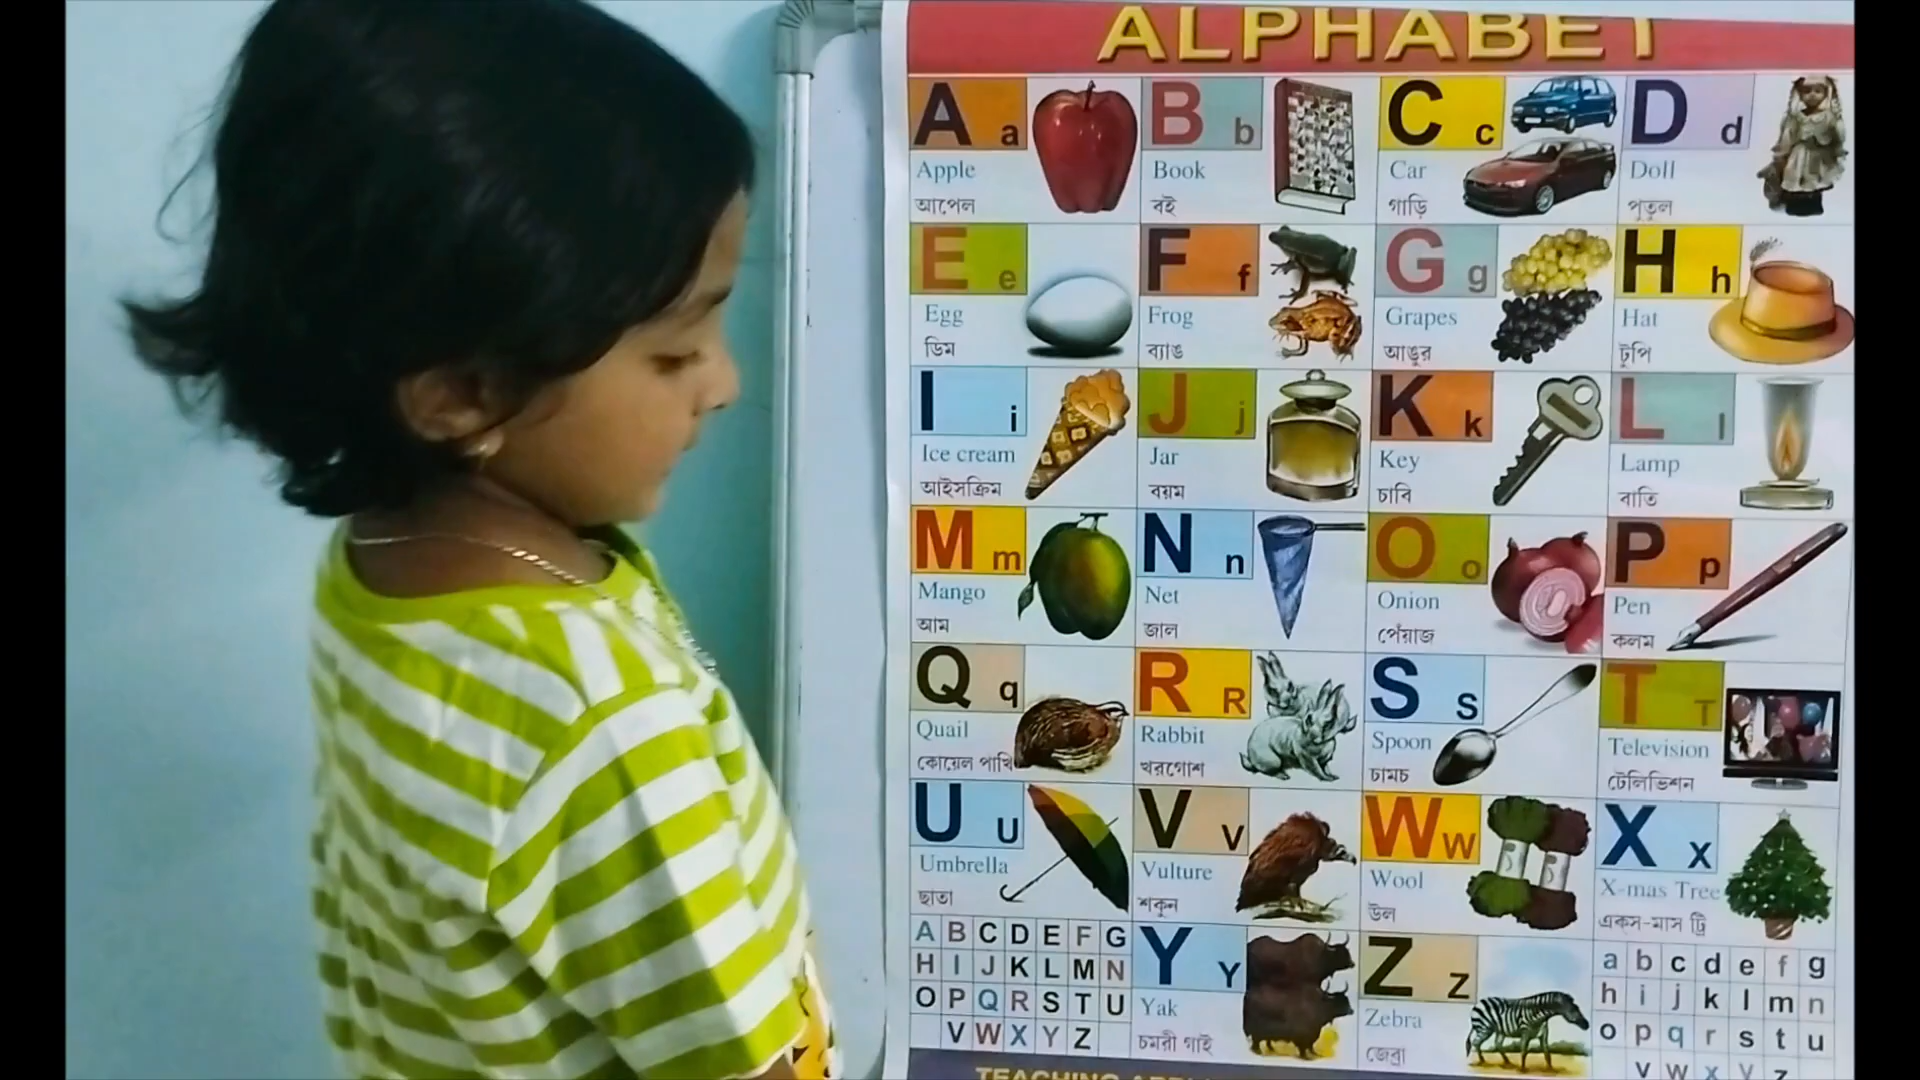 ALPHABET
A a
Apple
আপেল
B b
Book
বই
C c
Car
গাড়ি
D d
Doll
পুতুল
E e
Egg
ডিম
F f
Frog
ব্যাঙ
G g
Grapes
আঙুর
H h
Hat
টুপি
I i
Ice cream
আইসক্রিম
J j
Jar
বয়ম
K k
Key
চাবি
L l
Lamp
বাতি
M m
Mango
আম
N n
Net
জাল
O o
Onion
পেঁয়াজ
P p
Pen
কলম
Q q
Quail
কোয়েল পাখি
R R
Rabbit
খরগোশ
S s
Spoon
চামচ
T T
Television
টেলিভিশন
U U
Umbrella
ছাতা
V v
Vulture
শকুন
W w
Wool
উল
X x
X-mas Tree
এক্স-মাস ট্রি
A B C D E F G
H I J K L M N
O P Q R S T U
V W X Y Z
Y Y
Yak
চমরী গাই
Z z
Zebra
জেব্রা
a b c d e f g
h i j k l m n
o p q r s t u
v w x y z
TEACHING